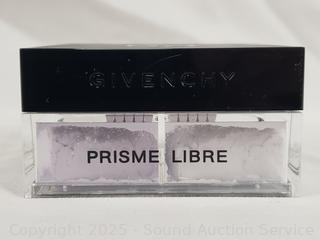 GIVENCHY
PRISME LIBRE
Copyright 2025 - Sound Auction Service